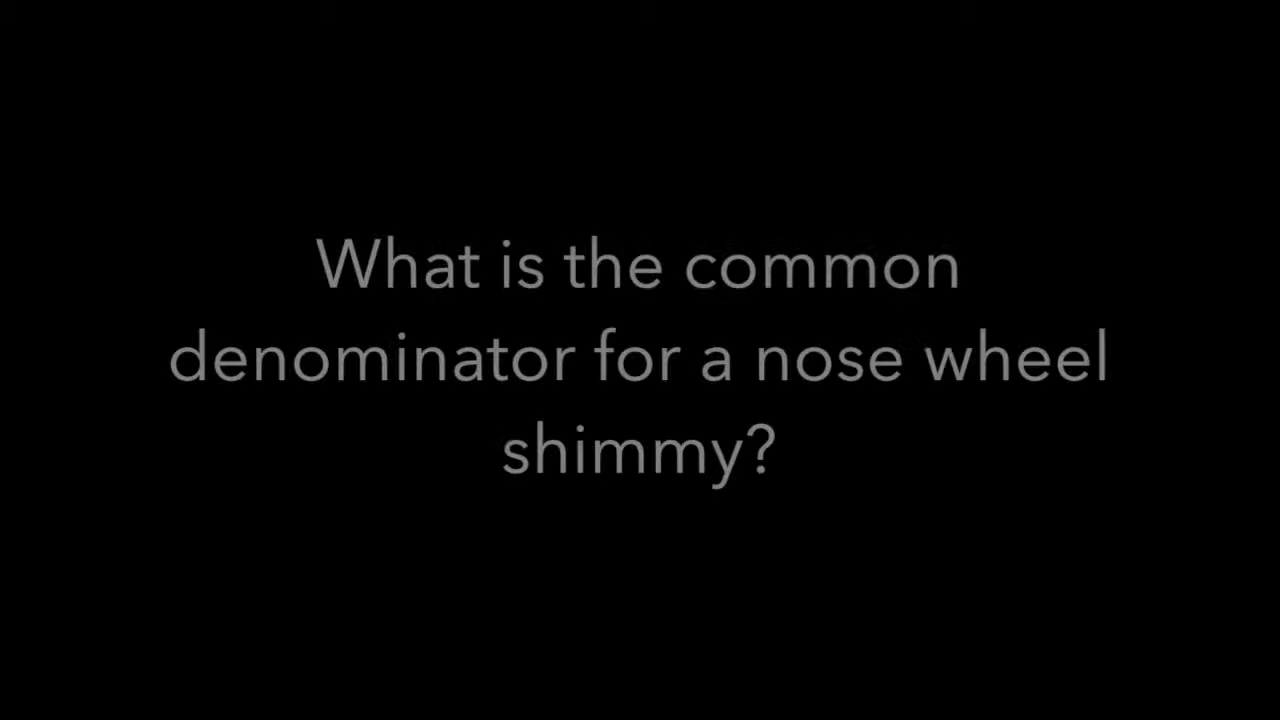 What is the common
denominator for a nose wheel
shimmy?